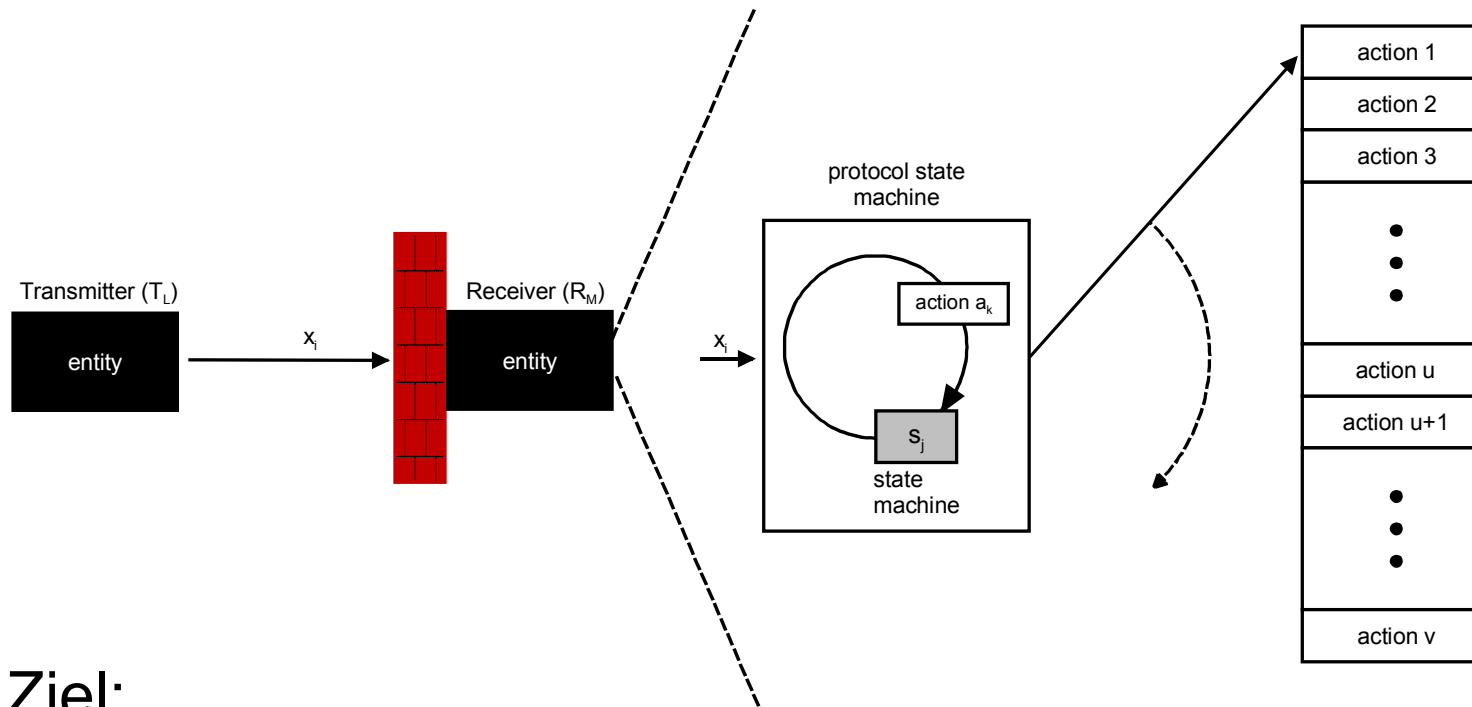 Transmitter (T_L)
entity
x_i
Receiver (R_M)
entity
x_i
protocol state
machine
action a_k
s_j
state
machine
action 1
action 2
action 3
action u
action u+1
action v
Ziel: